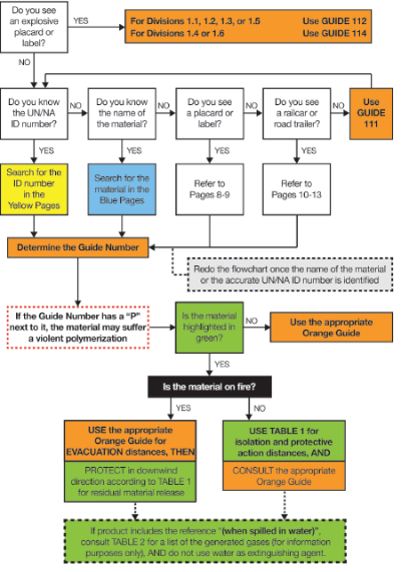 Do you see
an explosive
placard or
label?
YES
For Divisions 1.1, 1.2, 1.3, or 1.5 Use GUIDE 112
For Divisions 1.4 or 1.6 Use GUIDE 114
NO
Do you know
the UN/NA
ID number?
NO
Do you know
the name of
the material?
NO
Do you see
a placard or
label?
NO
Do you see
a railcar or
road trailer?
NO
Use
GUIDE
111
YES
YES
YES
YES
Search for the
ID number
in the
Yellow Pages
Search for the
material in the
Blue Pages
Refer to
Pages 8-9
Refer to
Pages 10-13
Determine the Guide Number
Redo the flowchart once the name of the material
or the accurate UN/NA ID number is identified
If the Guide Number has a “P”
next to it, the material may suffer
a violent polymerization
Is the material
highlighted in
green?
NO
Use the appropriate
Orange Guide
YES
Is the material on fire?
YES
NO
USE the appropriate
Orange Guide for
EVACUATION distances, THEN
PROTECT in downwind
direction according to TABLE 1
for residual material release
USE TABLE 1 for
isolation and protective
action distances, AND
CONSULT the appropriate
Orange Guide
If product includes the reference “(when spilled in water)”,
consult TABLE 2 for a list of the generated gases (for information
purposes only), AND do not use water as extinguishing agent.